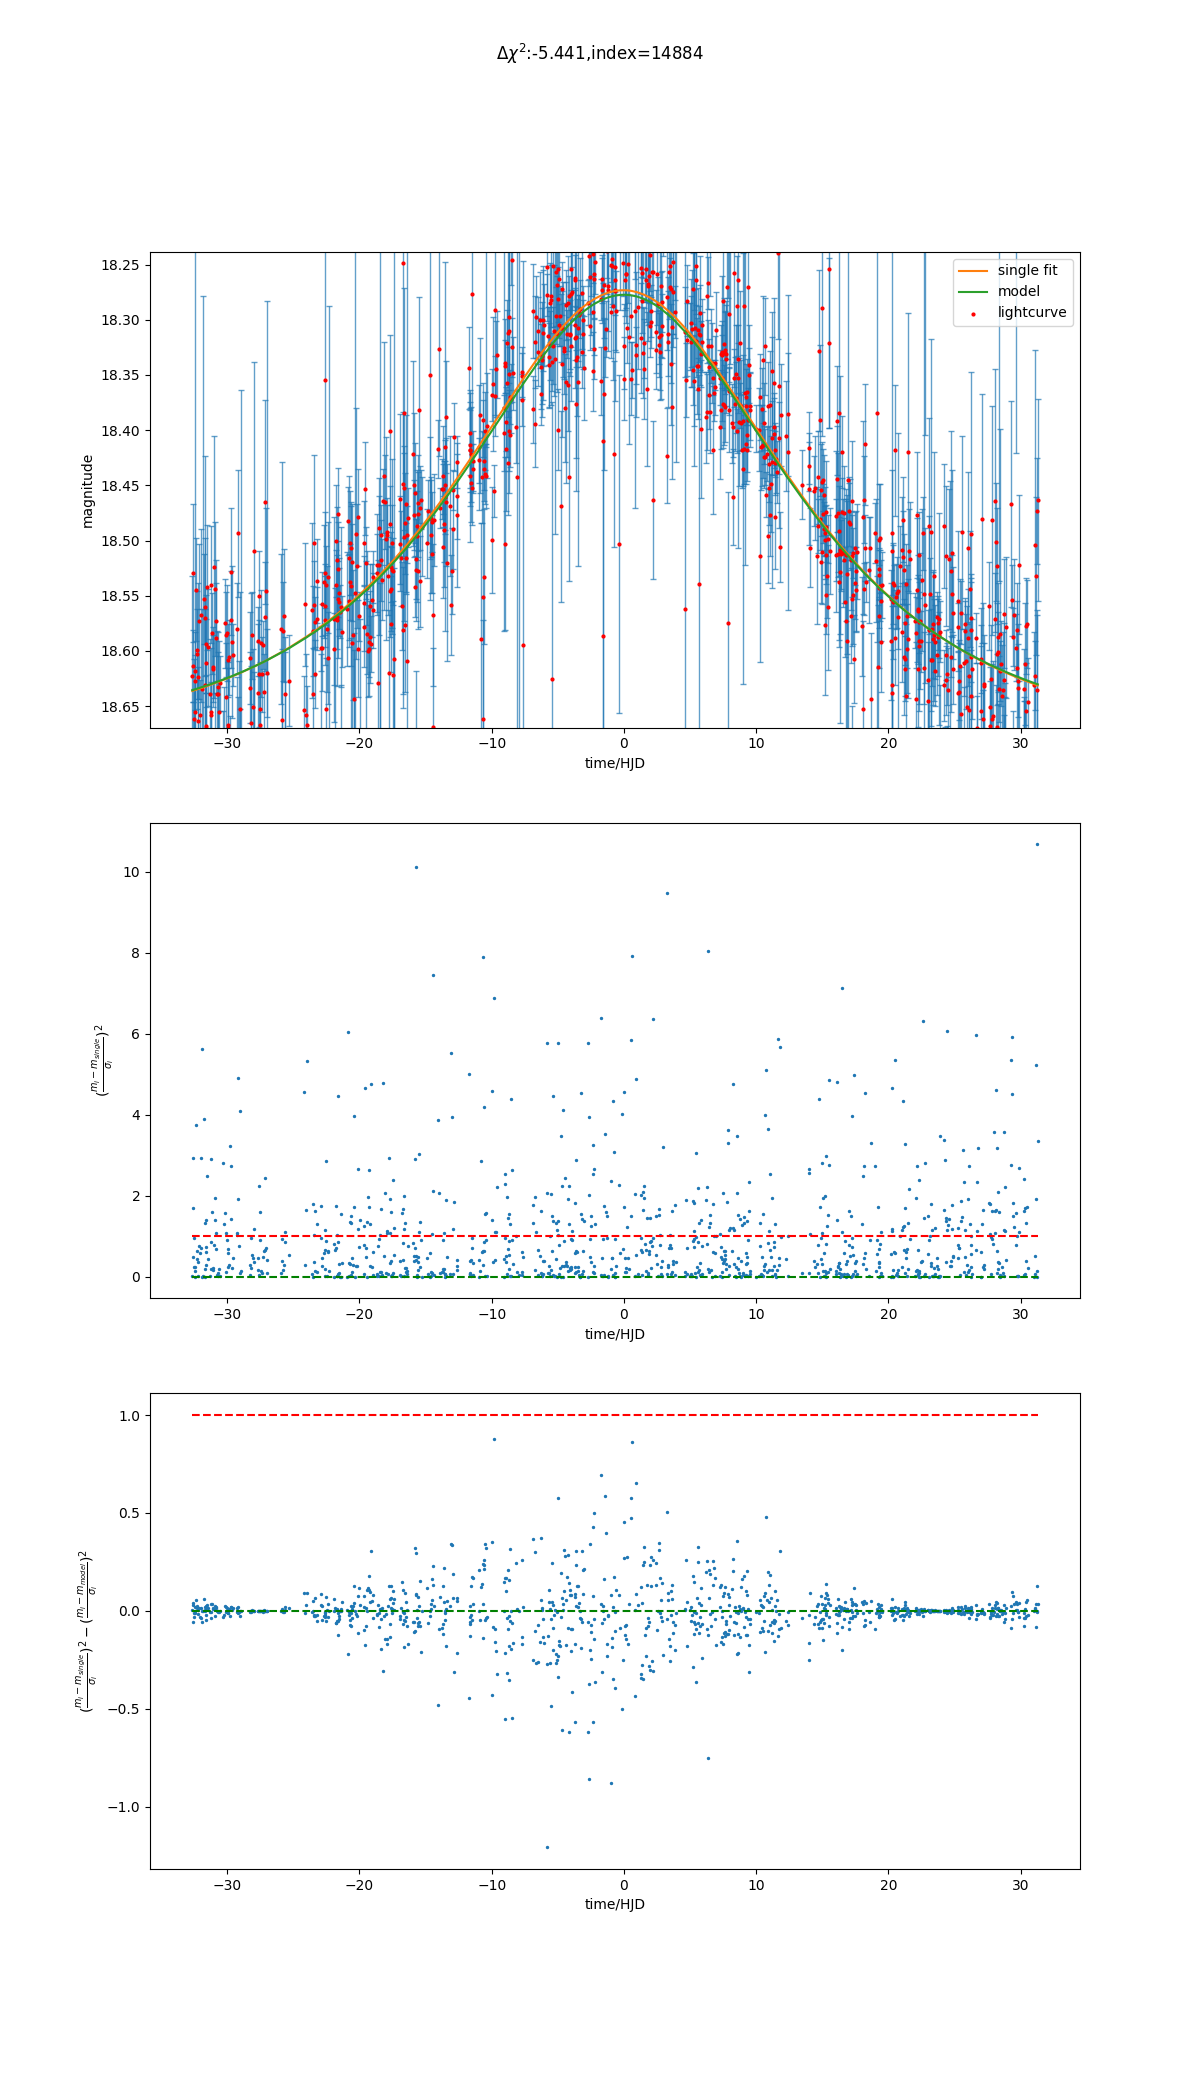 Δχ²:-5.441,index=14884
18.25
18.30
18.35
18.40
18.45
18.50
18.55
18.60
18.65
magnitude
single fit
model
lightcurve
−30 −20 −10 0 10 20 30
time/HJD
10
8
6
4
2
0
((m_i − m_single)/σ_i)²
−30 −20 −10 0 10 20 30
time/HJD
1.0
0.5
0.0
−0.5
−1.0
((m_i − m_single)/σ_i)² − ((m_i − m_model)/σ_i)²
−30 −20 −10 0 10 20 30
time/HJD